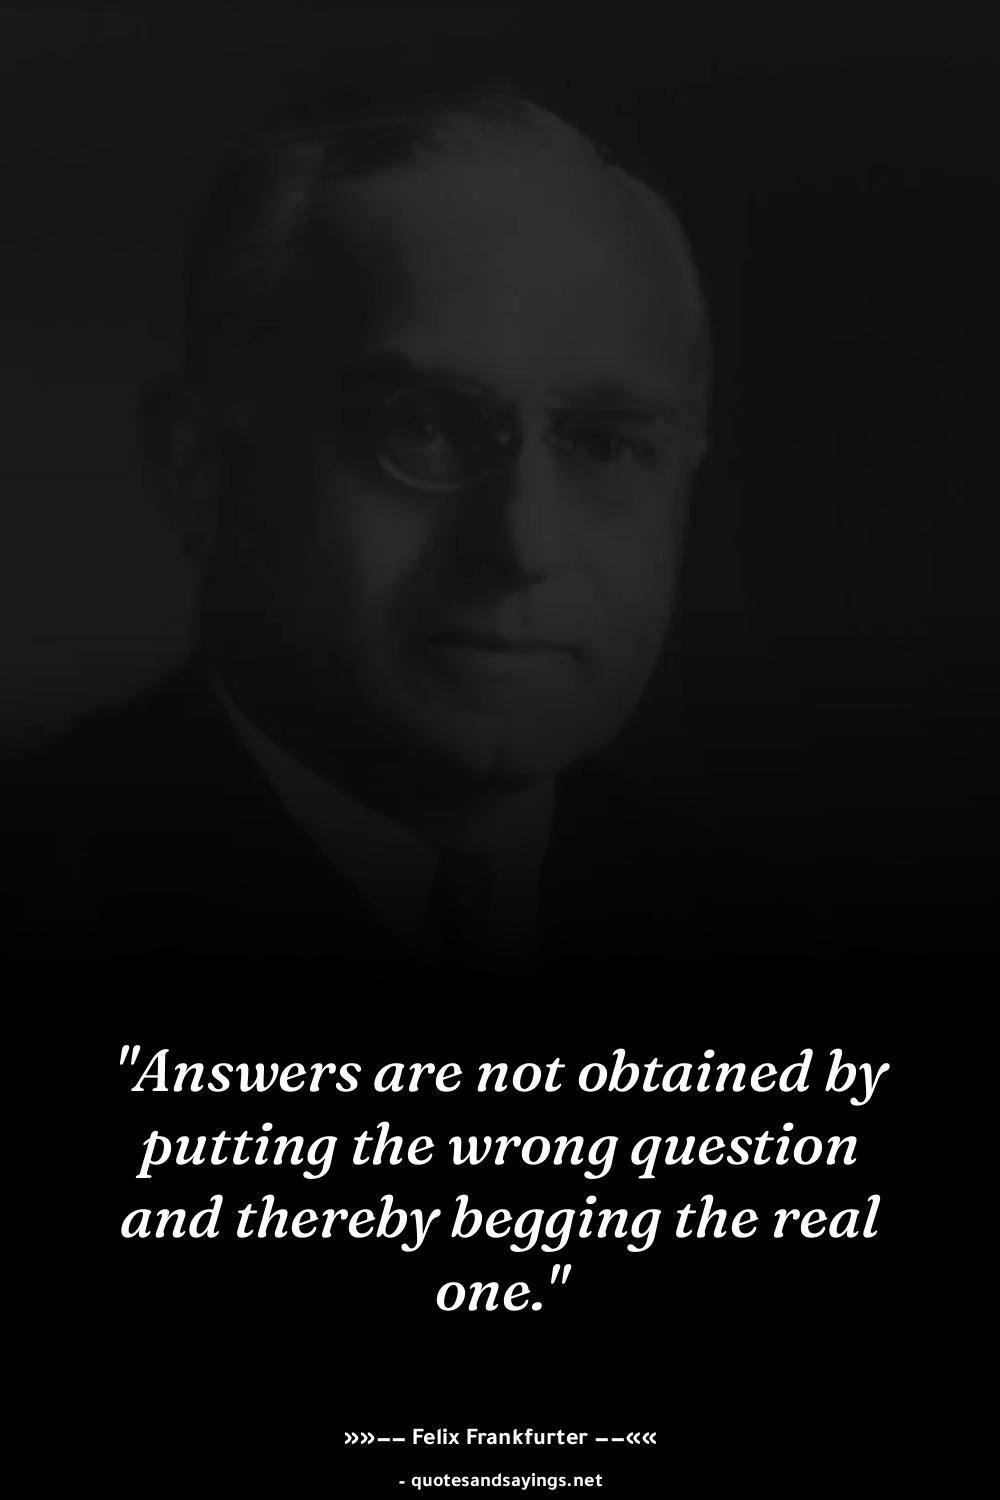 "Answers are not obtained by
putting the wrong question
and thereby begging the real
one."
»»–– Felix Frankfurter ––««
- quotesandsayings.net